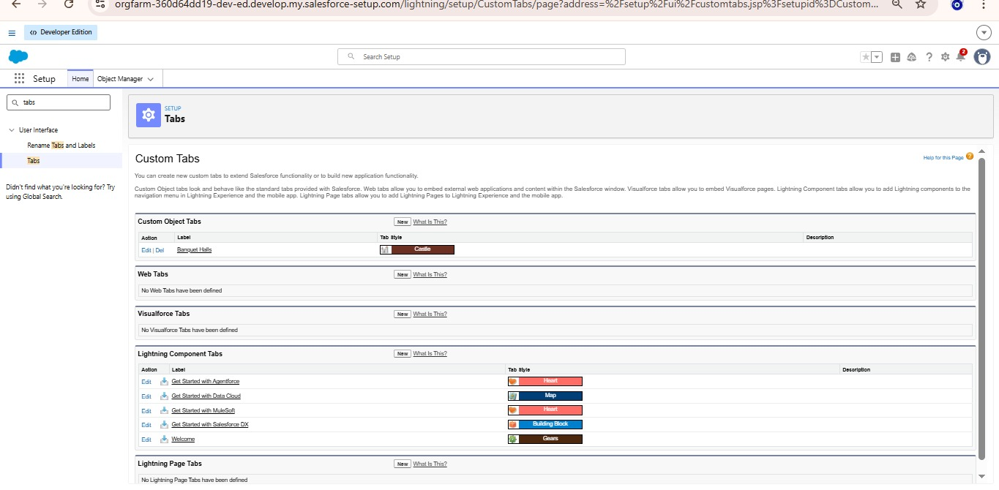 orgfarm-360d64dd19-dev-ed.develop.my.salesforce-setup.com/lightning/setup/CustomTabs/page?address=%2Fsetup%2Fui%2Fcustomtabs.jsp%3Fsetupid%3DCustom...
Developer Edition
Search Setup
2
Setup
Home
Object Manager
tabs
User Interface
Rename Tabs and Labels
Tabs
Didn't find what you're looking for? Try
using Global Search.
SETUP
Tabs
Custom Tabs
Help for this Page ?
You can create new custom tabs to extend Salesforce functionality or to build new application functionality.
Custom Object tabs look and behave like the standard tabs provided with Salesforce. Web tabs allow you to embed external web applications and content within the Salesforce window. Visualforce tabs allow you to embed Visualforce pages. Lightning Component tabs allow you to add Lightning components to the
navigation menu in Lightning Experience and the mobile app. Lightning Page tabs allow you to add Lightning Pages to Lightning Experience and the mobile app.
Custom Object Tabs New What Is This?
Action Label Tab Style Description
Edit | Del Banquet Halls Castle
Web Tabs New What Is This?
No Web Tabs have been defined
Visualforce Tabs New What Is This?
No Visualforce Tabs have been defined
Lightning Component Tabs New What Is This?
Action Label Tab Style Description
Edit Get Started with Agentforce Heart
Edit Get Started with Data Cloud Map
Edit Get Started with MuleSoft Heart
Edit Get Started with Salesforce DX Building Block
Edit Welcome Gears
Lightning Page Tabs New What Is This?
No Lightning Page Tabs have been defined